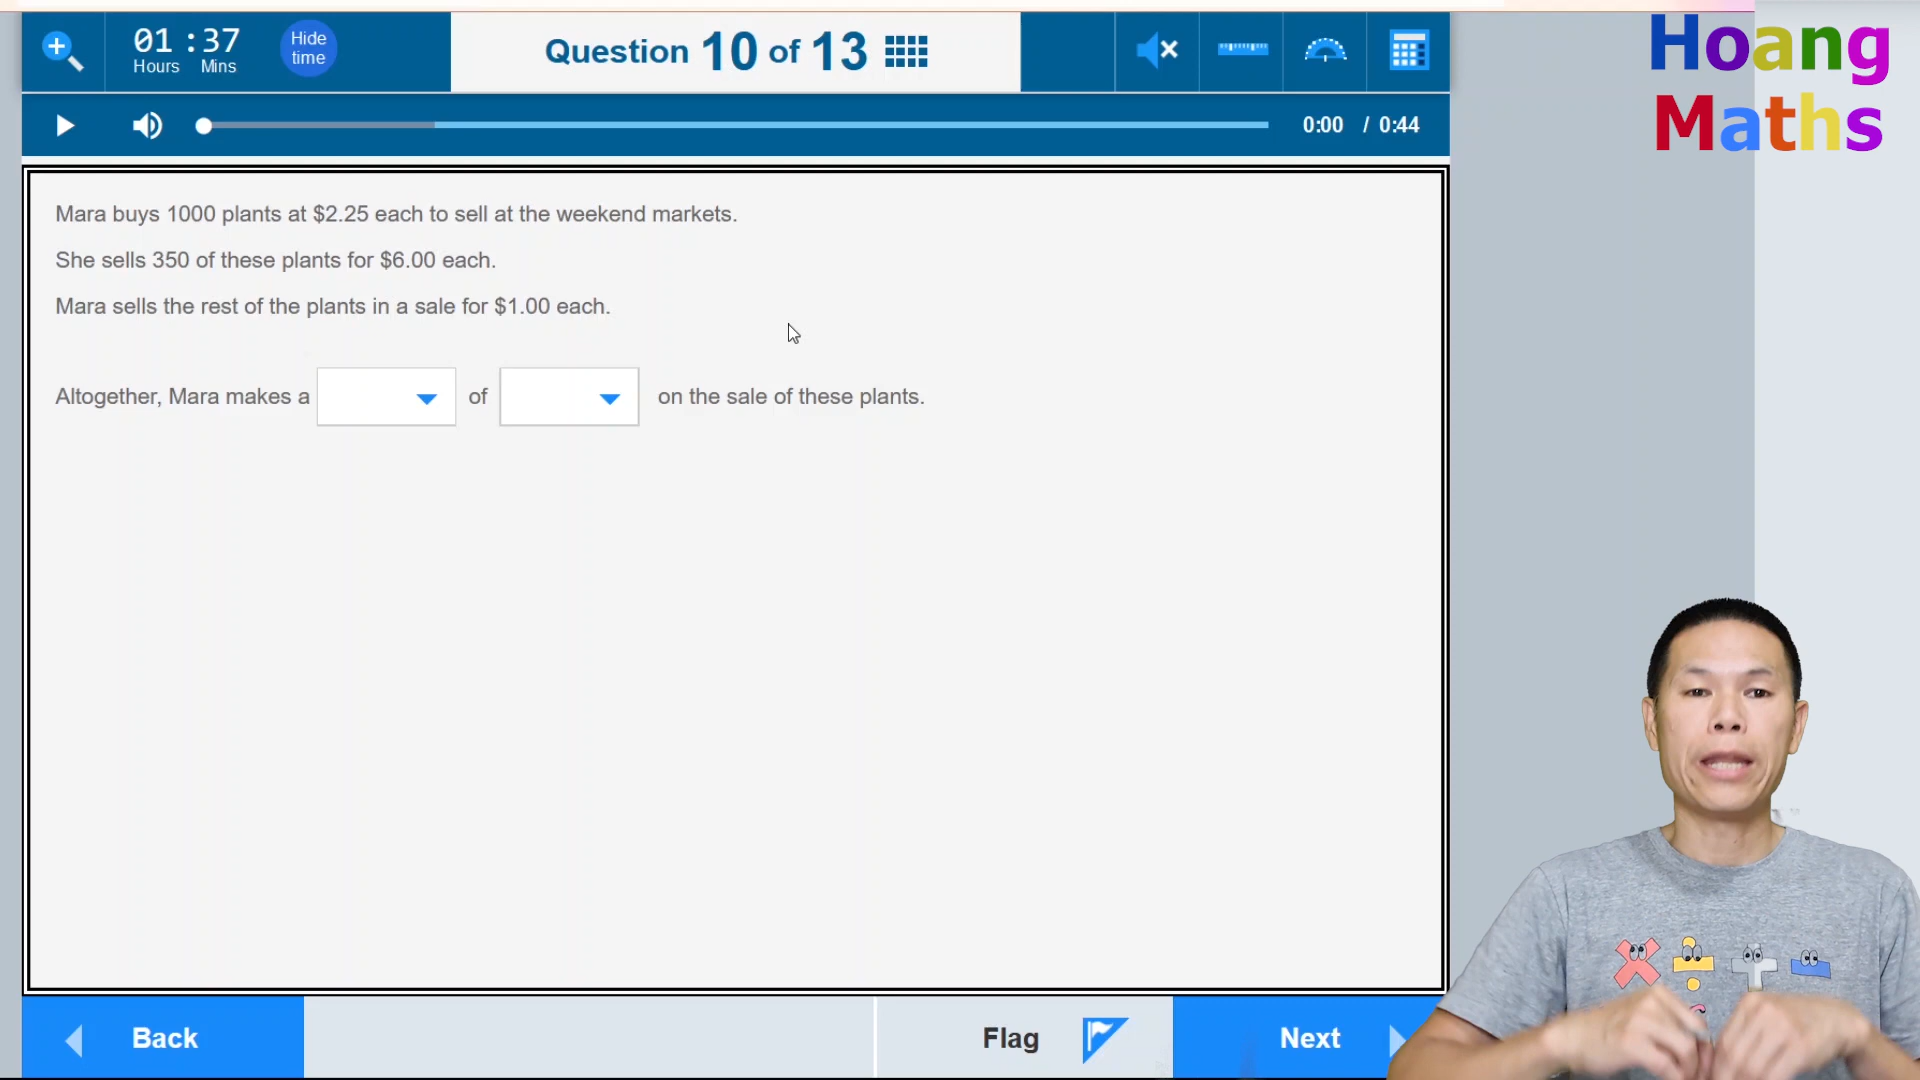 01 : 37
Hours Mins
Hide
time
Question 10 of 13
0:00 / 0:44
Hoang
Maths
Mara buys 1000 plants at $2.25 each to sell at the weekend markets.
She sells 350 of these plants for $6.00 each.
Mara sells the rest of the plants in a sale for $1.00 each.
Altogether, Mara makes a of on the sale of these plants.
Back
Flag
Next